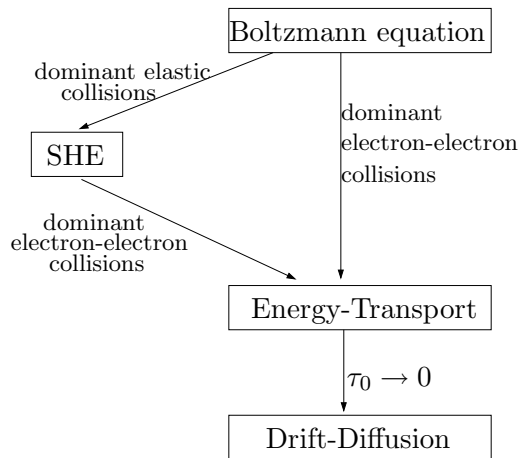 Boltzmann equation
dominant elastic
collisions
dominant
electron-electron
collisions
SHE
dominant
electron-electron
collisions
Energy-Transport
τ₀ → 0
Drift-Diffusion